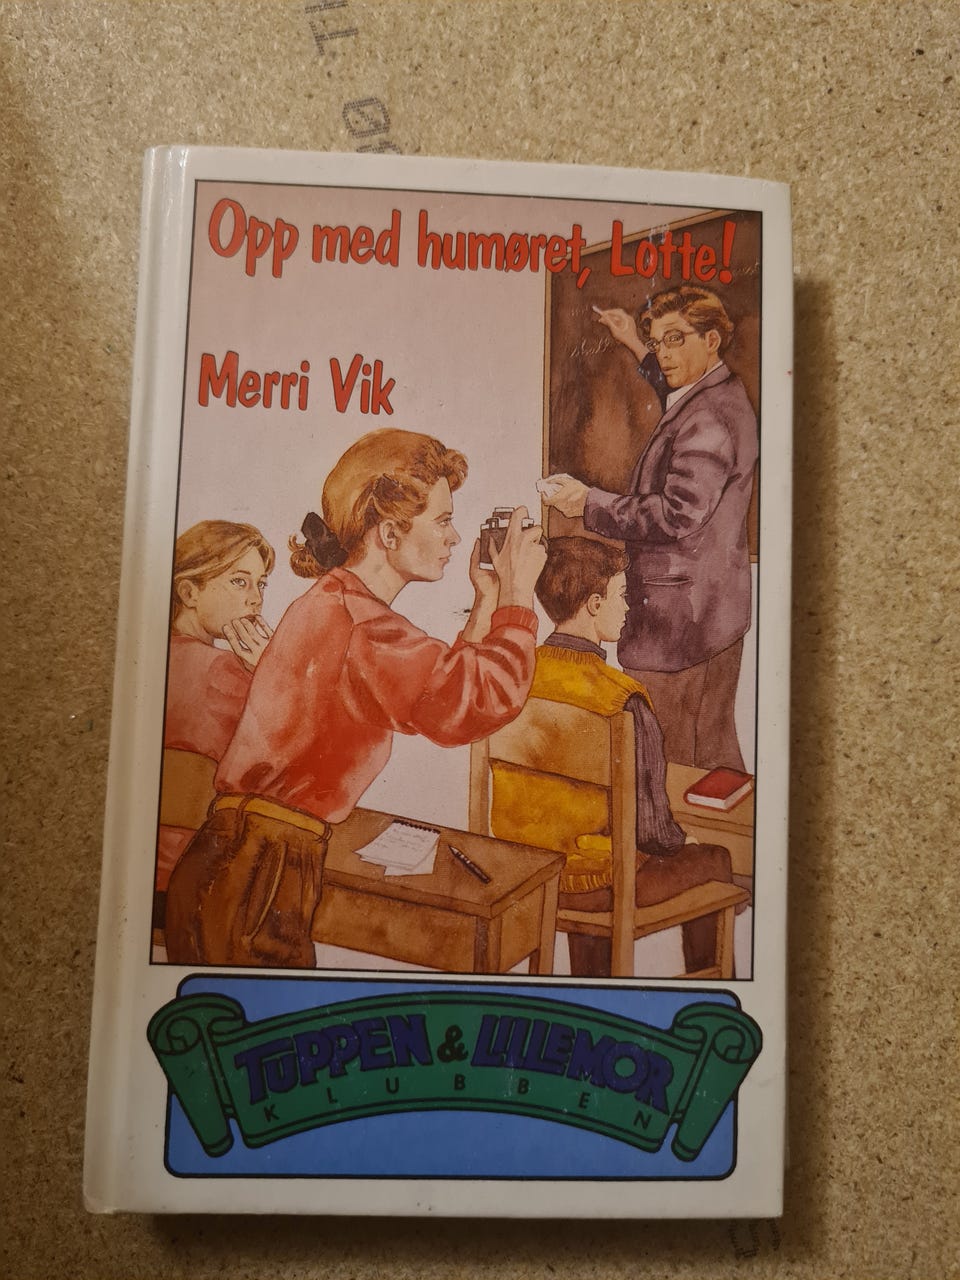 Opp med humøret, Lotte!
Merri Vik
TUPPEN & LILLEMOR
KLUBBEN